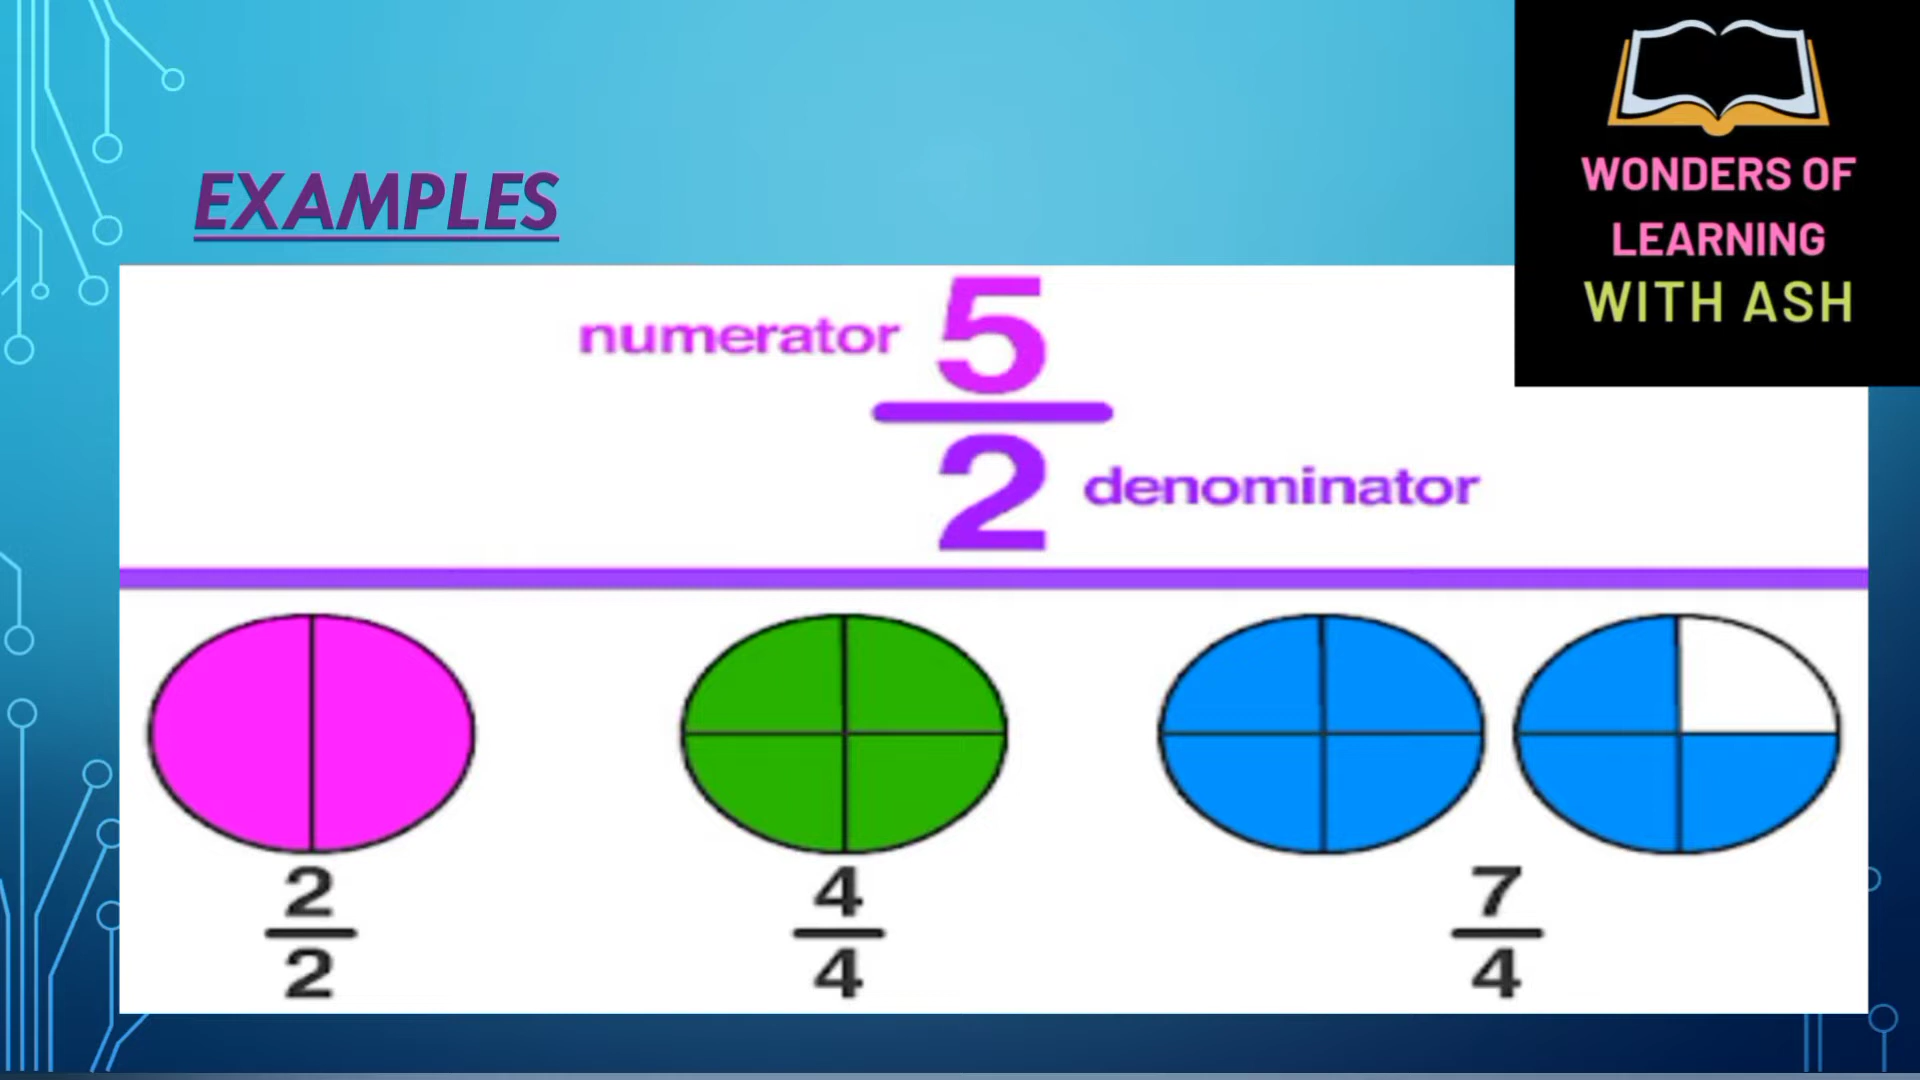 WONDERS OF
LEARNING
WITH ASH
EXAMPLES
numerator 5
2 denominator
2
2
4
4
7
4